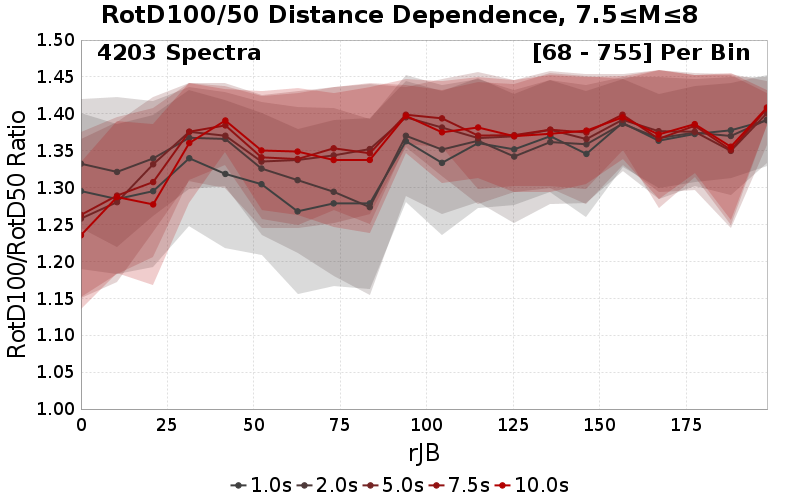 RotD100/50 Distance Dependence, 7.5≤M≤8
4203 Spectra
[68 - 755] Per Bin
RotD100/RotD50 Ratio
1.50
1.45
1.40
1.35
1.30
1.25
1.20
1.15
1.10
1.05
1.00
0 25 50 75 100 125 150 175
rJB
1.0s 2.0s 5.0s 7.5s 10.0s